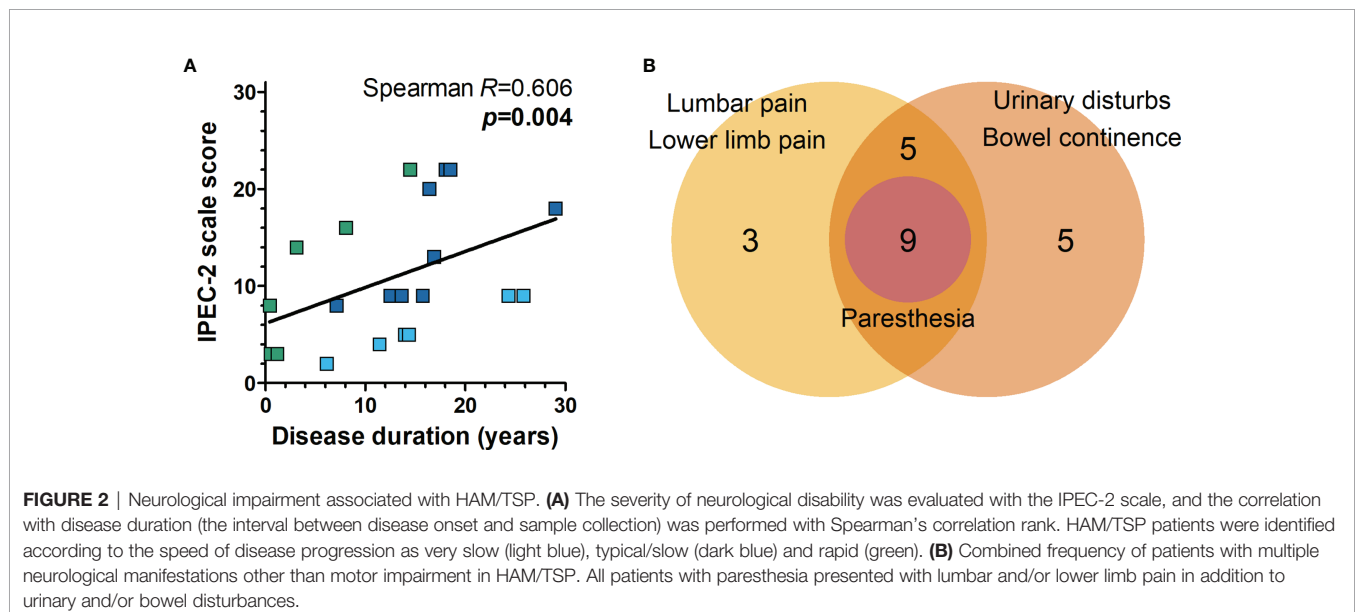 A
Spearman R=0.606
p=0.004
IPEC-2 scale score
30
20
10
0
0 10 20 30
Disease duration (years)
B
Lumbar pain
Lower limb pain
Urinary disturbs
Bowel continence
5
3
9
5
Paresthesia
FIGURE 2 | Neurological impairment associated with HAM/TSP. (A) The severity of neurological disability was evaluated with the IPEC-2 scale, and the correlation
with disease duration (the interval between disease onset and sample collection) was performed with Spearman's correlation rank. HAM/TSP patients were identified
according to the speed of disease progression as very slow (light blue), typical/slow (dark blue) and rapid (green). (B) Combined frequency of patients with multiple
neurological manifestations other than motor impairment in HAM/TSP. All patients with paresthesia presented with lumbar and/or lower limb pain in addition to
urinary and/or bowel disturbances.